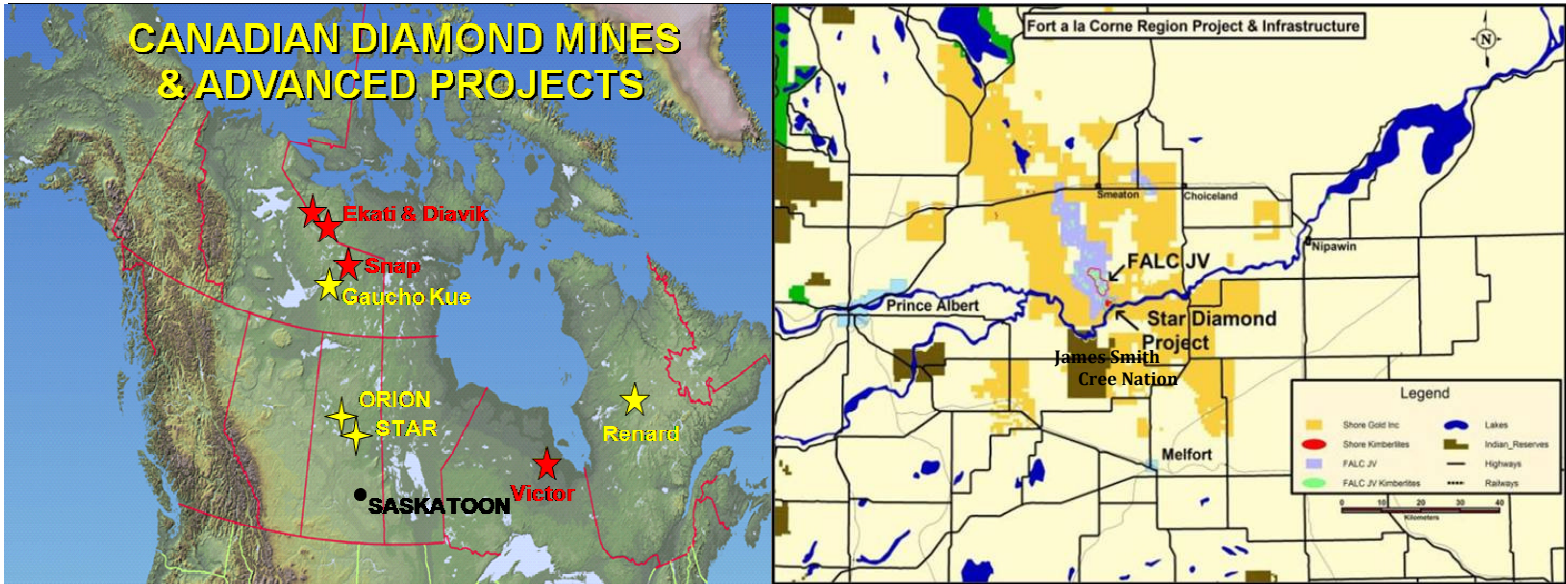 CANADIAN DIAMOND MINES
& ADVANCED PROJECTS
Ekati & Diavik
Snap
Gaucho Kue
ORION
STAR
Renard
Victor
SASKATOON
Fort a la Corne Region Project & Infrastructure
N
Smeaton
Choiceland
Nipawin
FALC JV
Prince Albert
Star Diamond
Project
James Smith
Cree Nation
Melfort
Legend
Shore Gold Inc
Lakes
Shore Kimberlites
Indian_Reserves
FALC JV
Highways
FALC JV Kimberlites
Railways
0 10 20 30 40
Kilometers